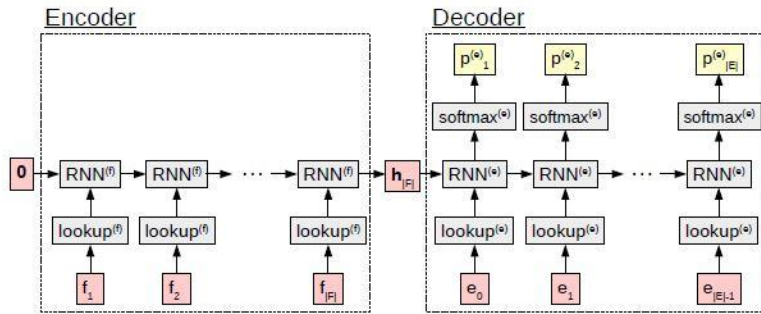 Encoder Decoder
p⁽ᵉ⁾₁ p⁽ᵉ⁾₂ p⁽ᵉ⁾|E|
softmax⁽ᵉ⁾ softmax⁽ᵉ⁾ softmax⁽ᵉ⁾
0 RNN⁽ᶠ⁾ RNN⁽ᶠ⁾ ... RNN⁽ᶠ⁾ h|F| RNN⁽ᵉ⁾ RNN⁽ᵉ⁾ ... RNN⁽ᵉ⁾
lookup⁽ᶠ⁾ lookup⁽ᶠ⁾ lookup⁽ᶠ⁾ lookup⁽ᵉ⁾ lookup⁽ᵉ⁾ lookup⁽ᵉ⁾
f₁ f₂ f|F| e₀ e₁ e|E|-1